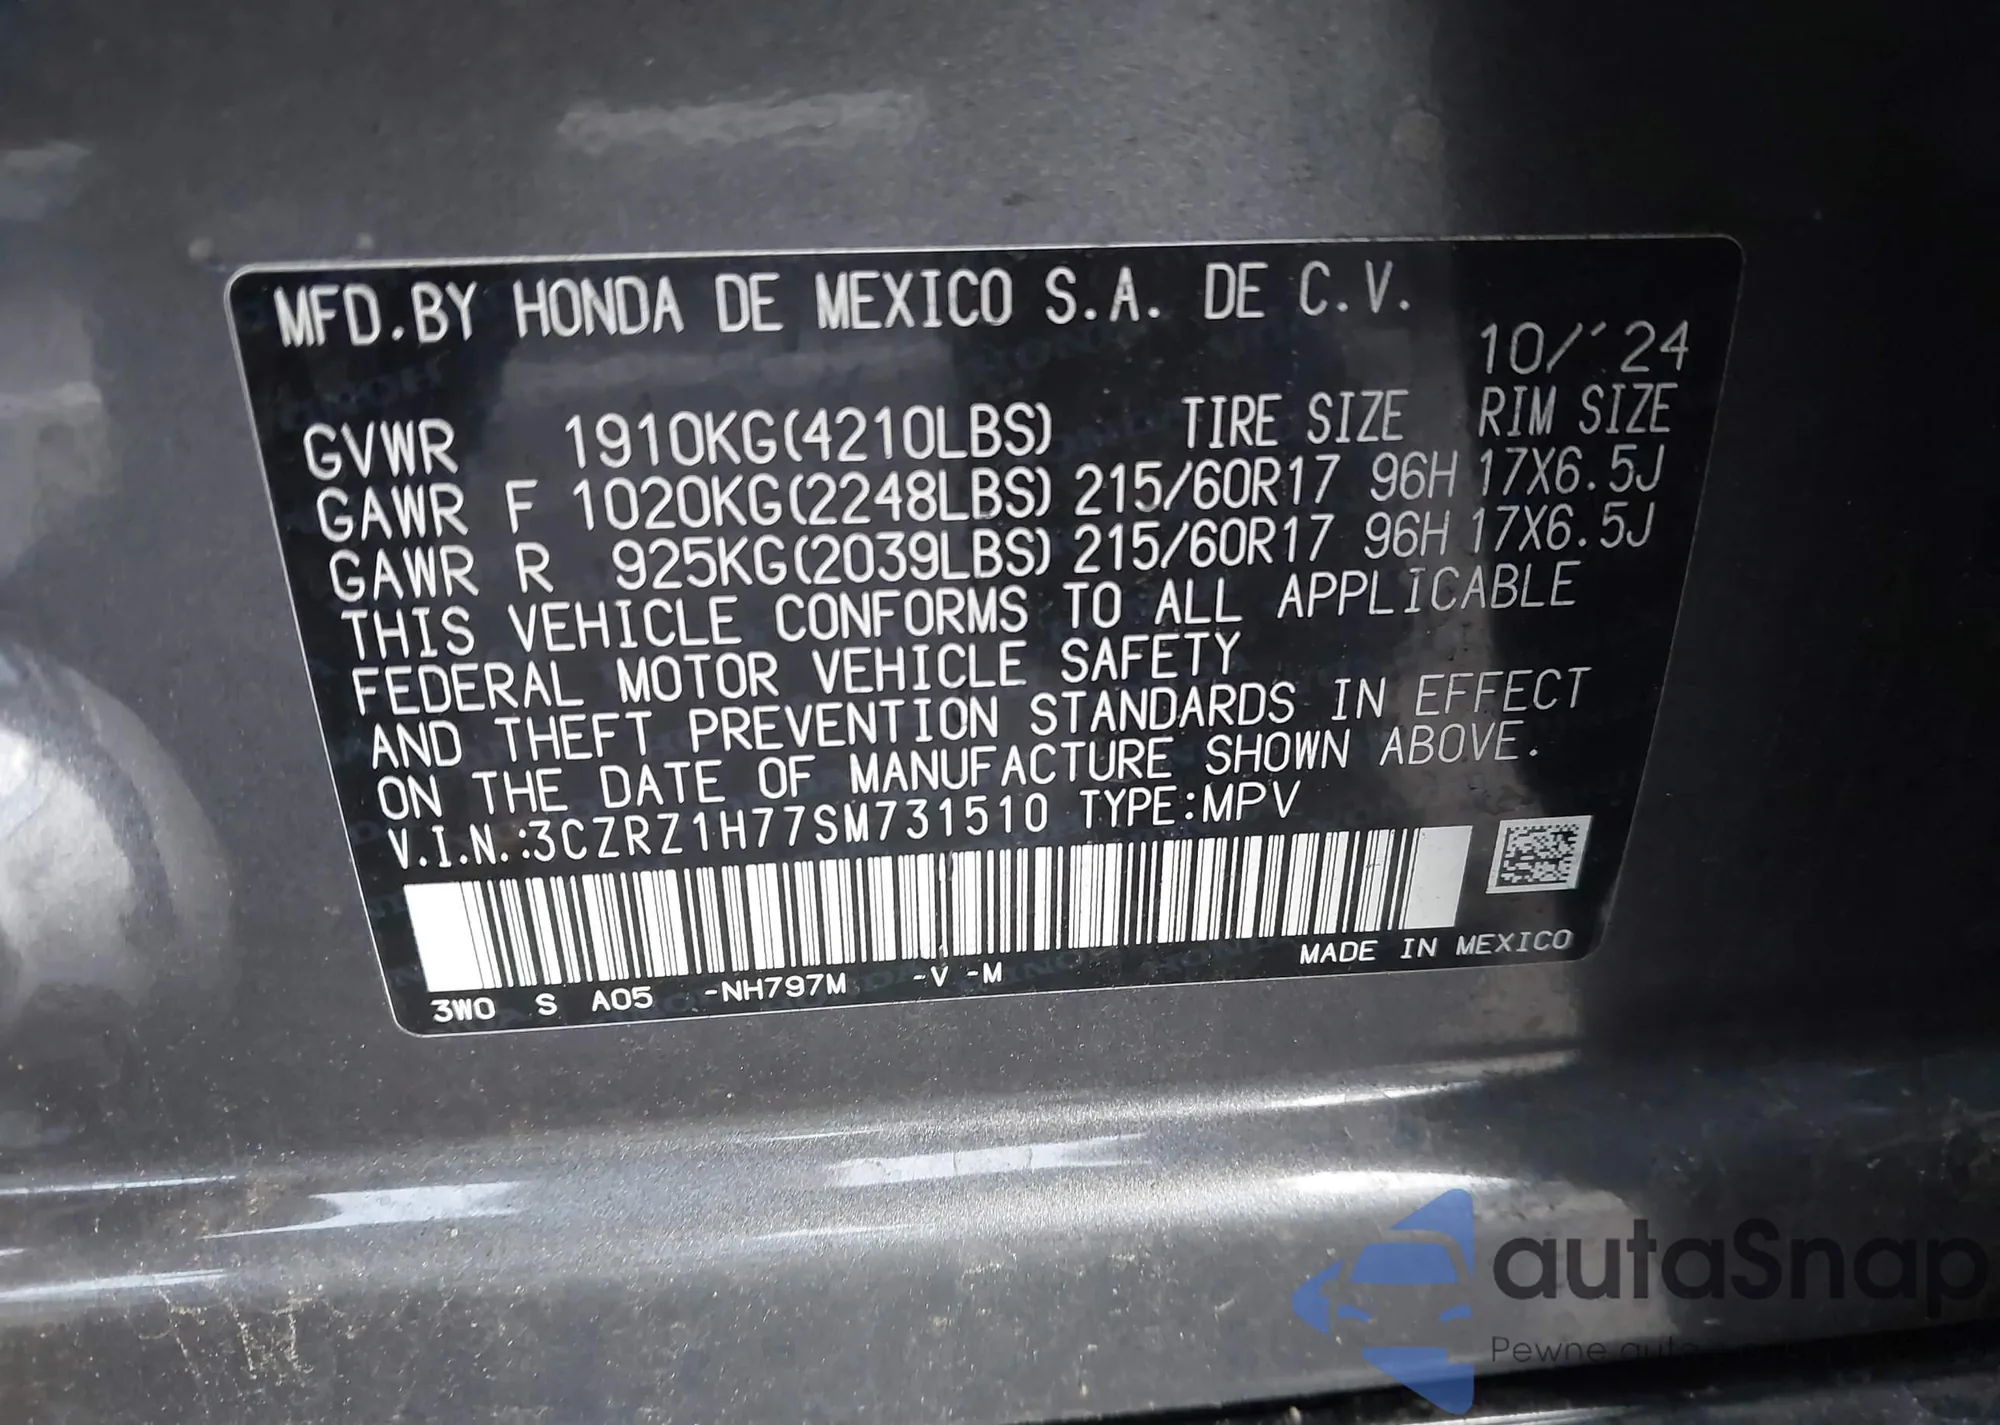 MFD.BY HONDA DE MEXICO S.A. DE C.V.
10/'24
TIRE SIZE RIM SIZE
GVWR 1910KG(4210LBS)
GAWR F 1020KG(2248LBS) 215/60R17 96H 17X6.5J
GAWR R 925KG(2039LBS) 215/60R17 96H 17X6.5J
THIS VEHICLE CONFORMS TO ALL APPLICABLE
FEDERAL MOTOR VEHICLE SAFETY
AND THEFT PREVENTION STANDARDS IN EFFECT
ON THE DATE OF MANUFACTURE SHOWN ABOVE.
V.I.N.:3CZRZ1H77SM731510 TYPE:MPV
MADE IN MEXICO
3W0 S A05 -NH797M -V -M
autaSnap
Pewne auta